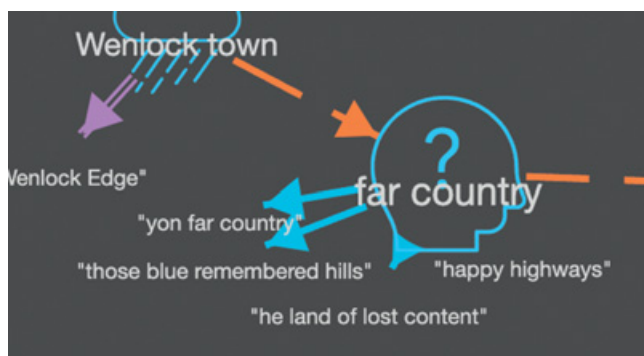 Wenlock town
Wenlock Edge"
?
far country
"yon far country"
"those blue remembered hills"
"happy highways"
"he land of lost content"